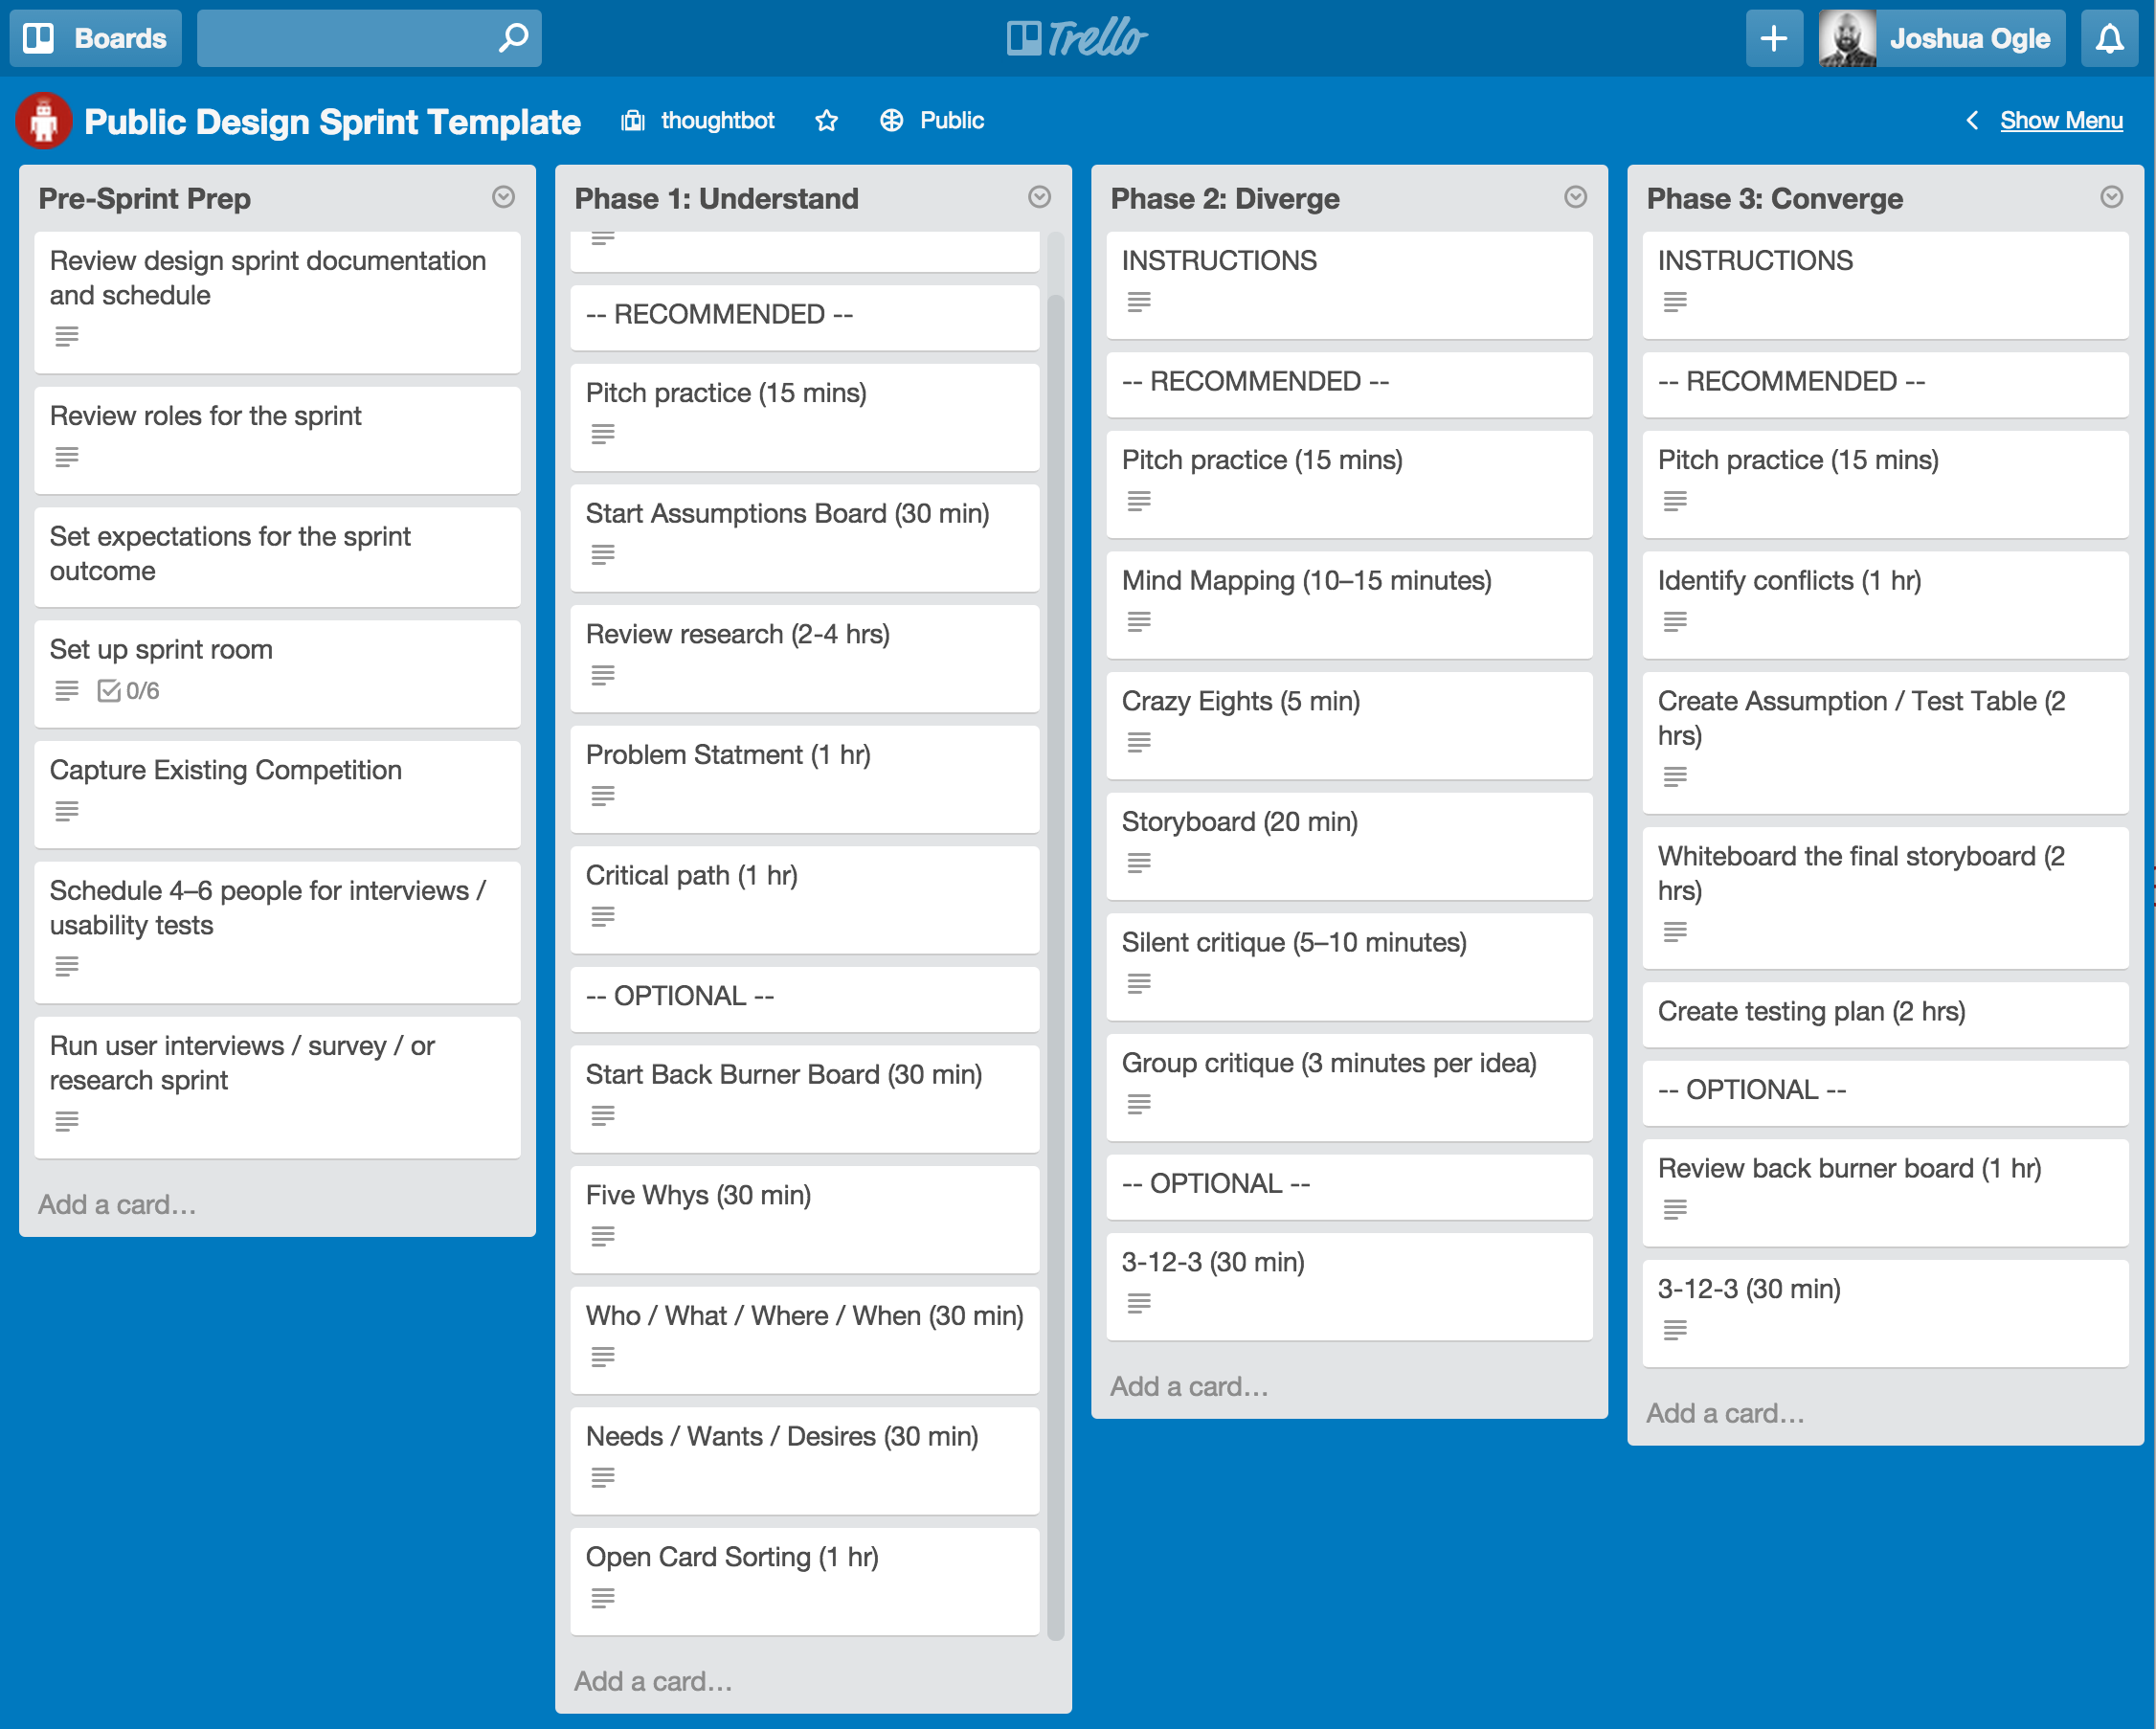 Boards
Trello
Joshua Ogle
Public Design Sprint Template
thoughtbot
Public
Show Menu
Pre-Sprint Prep
Review design sprint documentation
and schedule
Review roles for the sprint
Set expectations for the sprint
outcome
Set up sprint room
0/6
Capture Existing Competition
Schedule 4–6 people for interviews /
usability tests
Run user interviews / survey / or
research sprint
Add a card…
Phase 1: Understand
-- RECOMMENDED --
Pitch practice (15 mins)
Start Assumptions Board (30 min)
Review research (2-4 hrs)
Problem Statment (1 hr)
Critical path (1 hr)
-- OPTIONAL --
Start Back Burner Board (30 min)
Five Whys (30 min)
Who / What / Where / When (30 min)
Needs / Wants / Desires (30 min)
Open Card Sorting (1 hr)
Add a card…
Phase 2: Diverge
INSTRUCTIONS
-- RECOMMENDED --
Pitch practice (15 mins)
Mind Mapping (10–15 minutes)
Crazy Eights (5 min)
Storyboard (20 min)
Silent critique (5–10 minutes)
Group critique (3 minutes per idea)
-- OPTIONAL --
3-12-3 (30 min)
Add a card…
Phase 3: Converge
INSTRUCTIONS
-- RECOMMENDED --
Pitch practice (15 mins)
Identify conflicts (1 hr)
Create Assumption / Test Table (2
hrs)
Whiteboard the final storyboard (2
hrs)
Create testing plan (2 hrs)
-- OPTIONAL --
Review back burner board (1 hr)
3-12-3 (30 min)
Add a card…